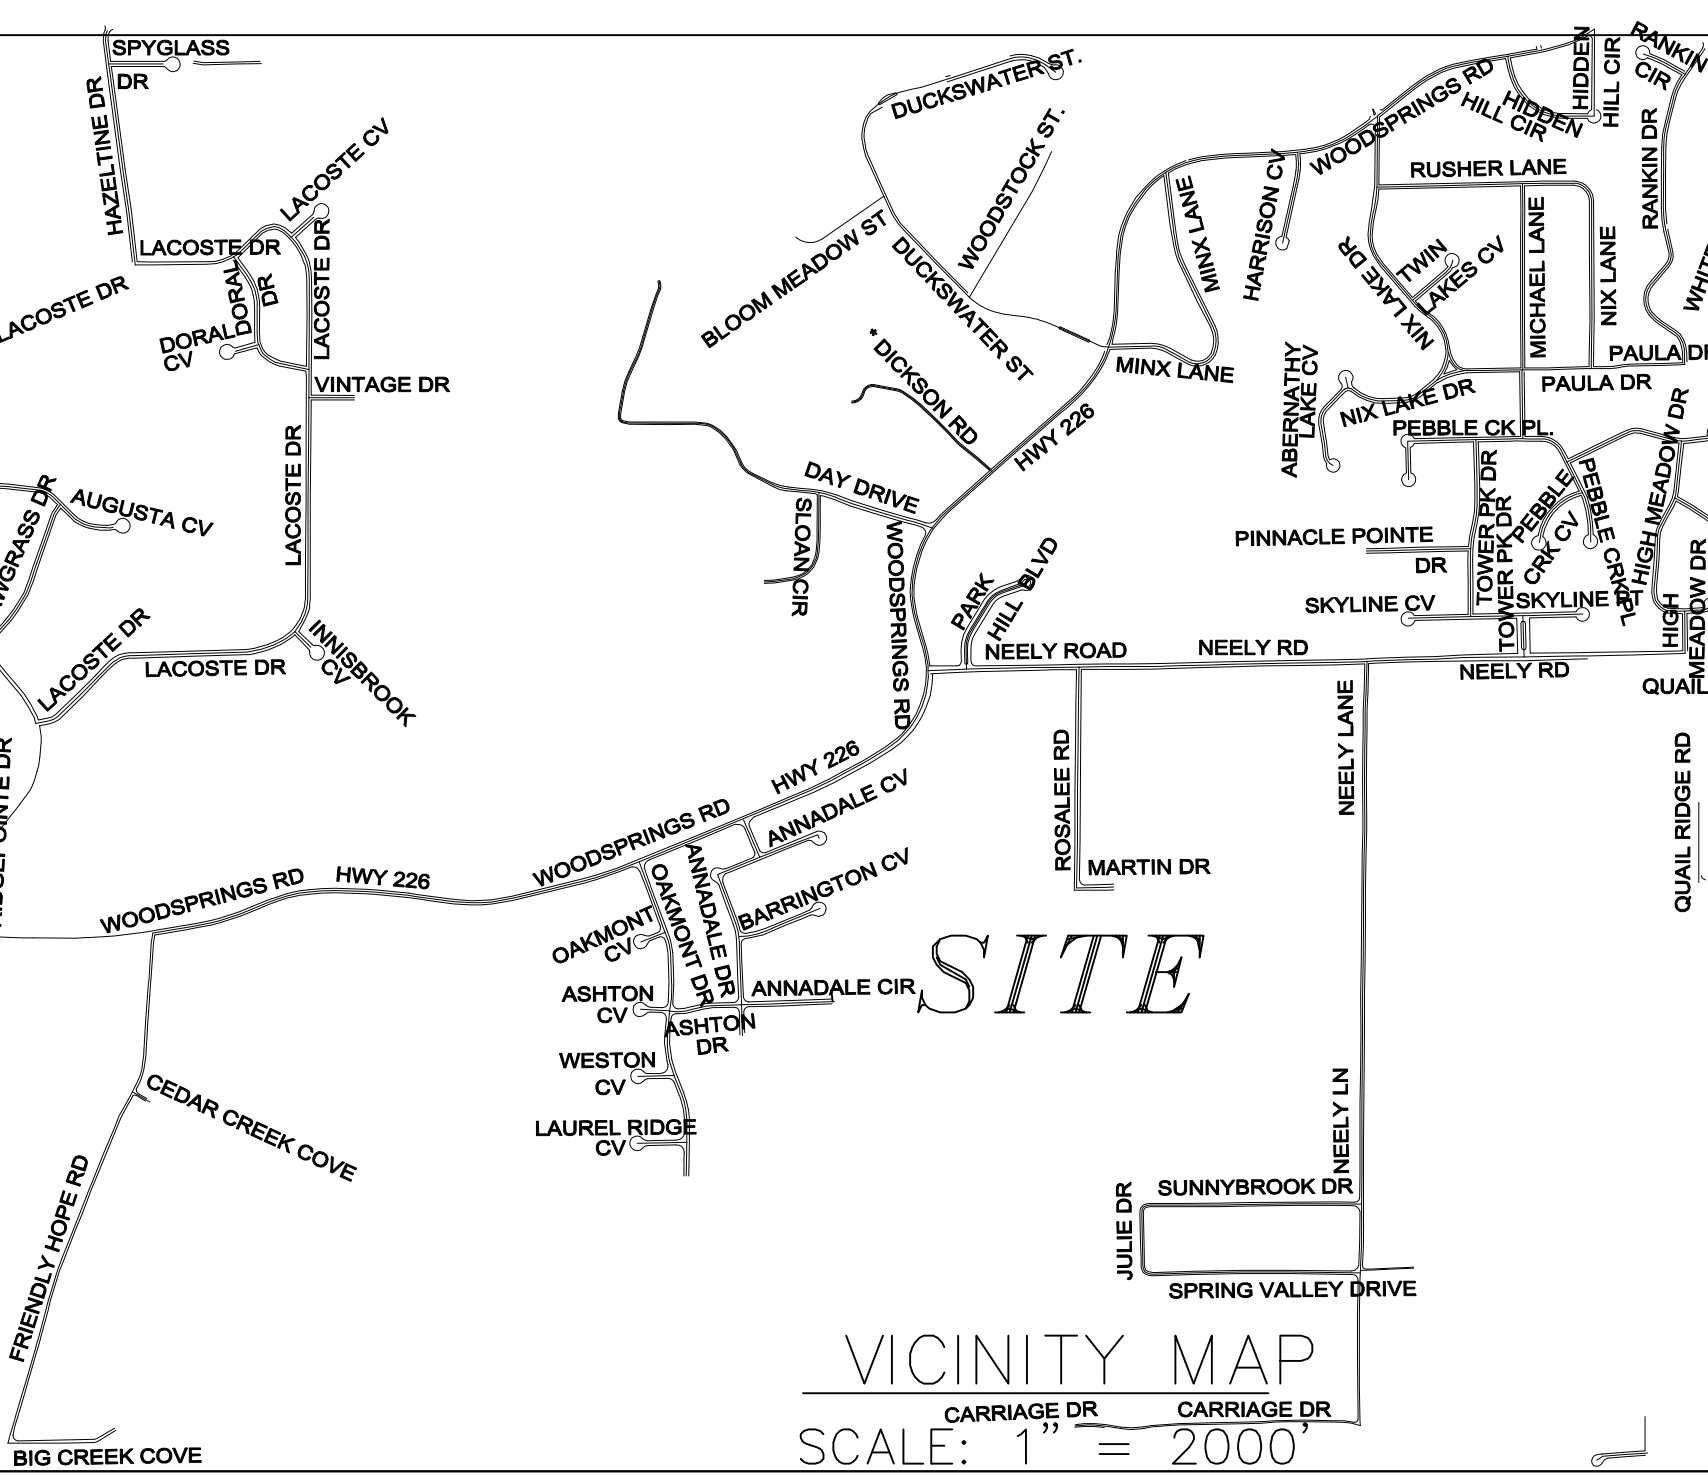 SPYGLASS
DR
HAZELTINE DR
LACOSTE CV
LACOSTE DR
LACOSTE DR
LACOSTE DR
DORAL
DR
DORAL
CV
VINTAGE DR
LACOSTE DR
AUGUSTA CV
LACOSTE DR
LACOSTE DR
INNISBROOK
CV
DUCKSWATER ST.
WOODSTOCK ST.
BLOOM MEADOW ST
DUCKSWATER ST
* DICKSON RD
HWY 226
DAY DRIVE
SLOAN CIR
WOODSPRINGS RD
MINX LANE
MINX LANE
HARRISON CV
WOODSPRINGS RD
HIDDEN
HILL CIR
HIDDEN
HILL CIR
RANKIN
CIR
RANKIN DR
RUSHER LANE
MICHAEL LANE
NIX LANE
NIX LAKE DR
TWIN
LAKES CV
WHITE
PAULA DR
PAULA DR
ABERNATHY
LAKE CV
NIX LAKE DR
PEBBLE CK PL.
TOWER PK DR
TOWER PK DR
PEBBLE
CRK CV
PEBBLE CRK PL
HIGH MEADOW DR
HIGH
MEADOW DR
PINNACLE POINTE
DR
SKYLINE CV
SKYLINE PT
PARK
HILL BLVD
NEELY ROAD
NEELY RD
NEELY RD
QUAIL
QUAIL RIDGE RD
NEELY LANE
ROSALEE RD
MARTIN DR
HWY 226
WOODSPRINGS RD
HWY 226
WOODSPRINGS RD
ANNADALE CV
ANNADALE DR
OAKMONT DR
BARRINGTON CV
OAKMONT
CV
ASHTON
CV
ANNADALE CIR
ASHTON
DR
WESTON
CV
LAUREL RIDGE
CV
SITE
CEDAR CREEK COVE
FRIENDLY HOPE RD
BIG CREEK COVE
NEELY LN
SUNNYBROOK DR
JULIE DR
SPRING VALLEY DRIVE
VICINITY MAP
CARRIAGE DR
CARRIAGE DR
SCALE: 1" = 2000'